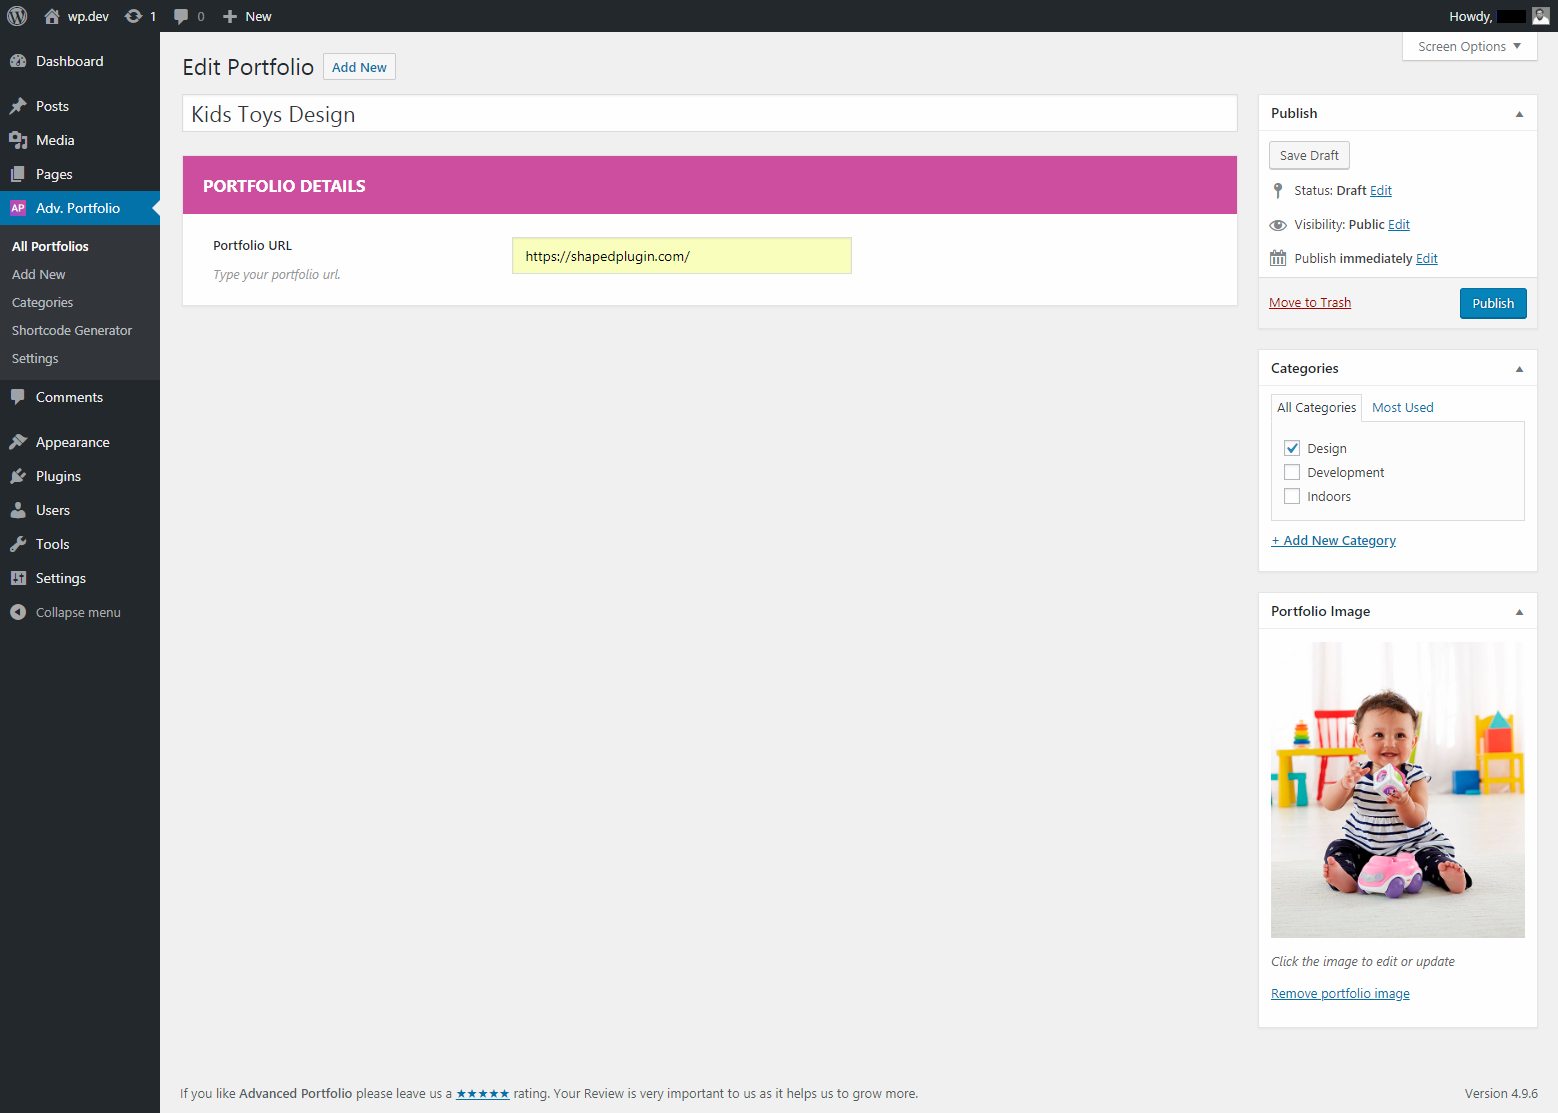 wp.dev 1 0 New Howdy,
Screen Options
Dashboard
Posts
Media
Pages
AP Adv. Portfolio
All Portfolios
Add New
Categories
Shortcode Generator
Settings
Comments
Appearance
Plugins
Users
Tools
Settings
Collapse menu
Edit Portfolio Add New
Kids Toys Design
PORTFOLIO DETAILS
Portfolio URL
Type your portfolio url.
https://shapedplugin.com/
Publish
Save Draft
Status: Draft Edit
Visibility: Public Edit
Publish immediately Edit
Move to Trash Publish
Categories
All Categories Most Used
Design
Development
Indoors
+ Add New Category
Portfolio Image
Click the image to edit or update
Remove portfolio image
If you like Advanced Portfolio please leave us a ★★★★★ rating. Your Review is very important to us as it helps us to grow more.
Version 4.9.6